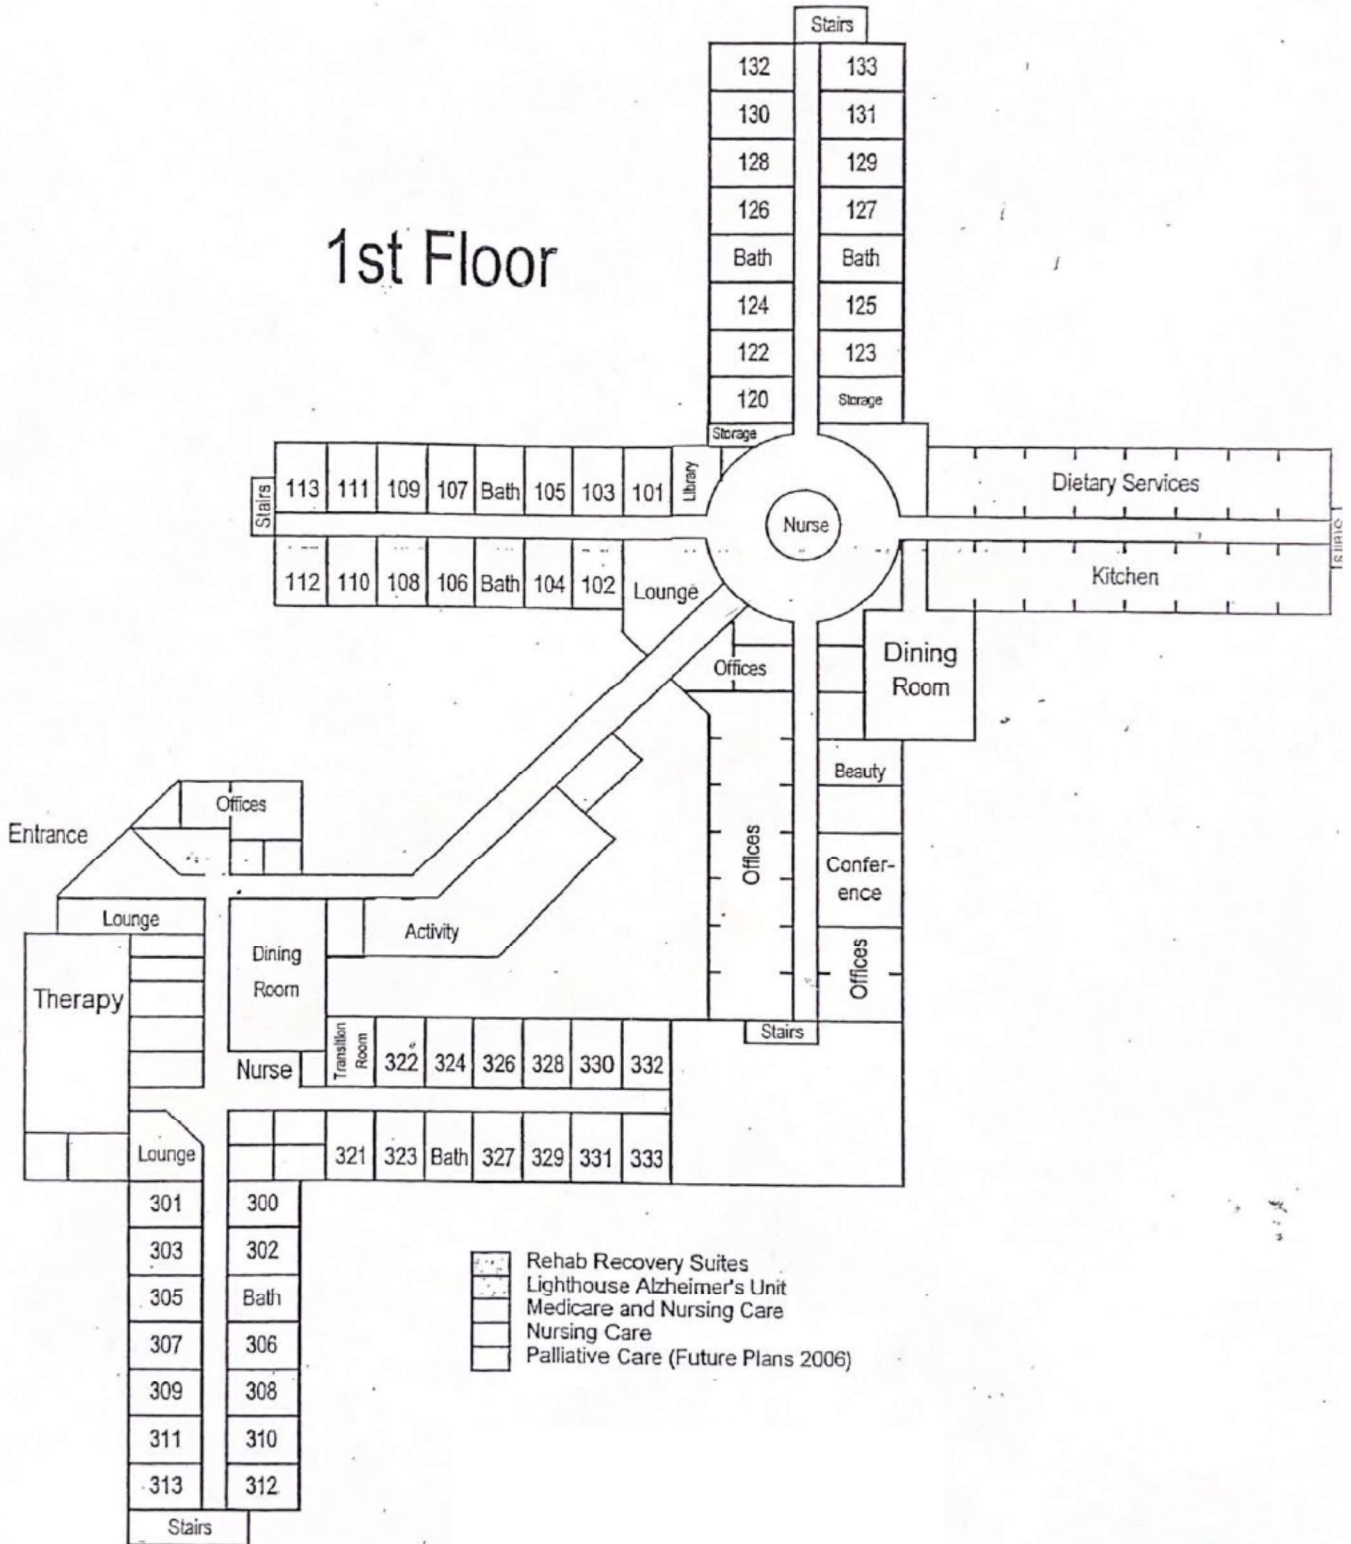 Stairs
132 133
130 131
128 129
126 127
Bath Bath
124 125
122 123
120 Storage
Storage
1st Floor
Stairs
113 111 109 107 Bath 105 103 101 Library
Nurse
Dietary Services
Stairs
112 110 108 106 Bath 104 102 Lounge
Kitchen
Offices
Dining
Room
Beauty
Offices
Confer-
ence
Offices
Stairs
Offices
Entrance
Lounge
Activity
Dining
Room
Therapy
Nurse
Transition
Room
322 324 326 328 330 332
Lounge
321 323 Bath 327 329 331 333
301 300
303 302
305 Bath
307 306
309 308
311 310
313 312
Stairs
Rehab Recovery Suites
Lighthouse Alzheimer's Unit
Medicare and Nursing Care
Nursing Care
Palliative Care (Future Plans 2006)